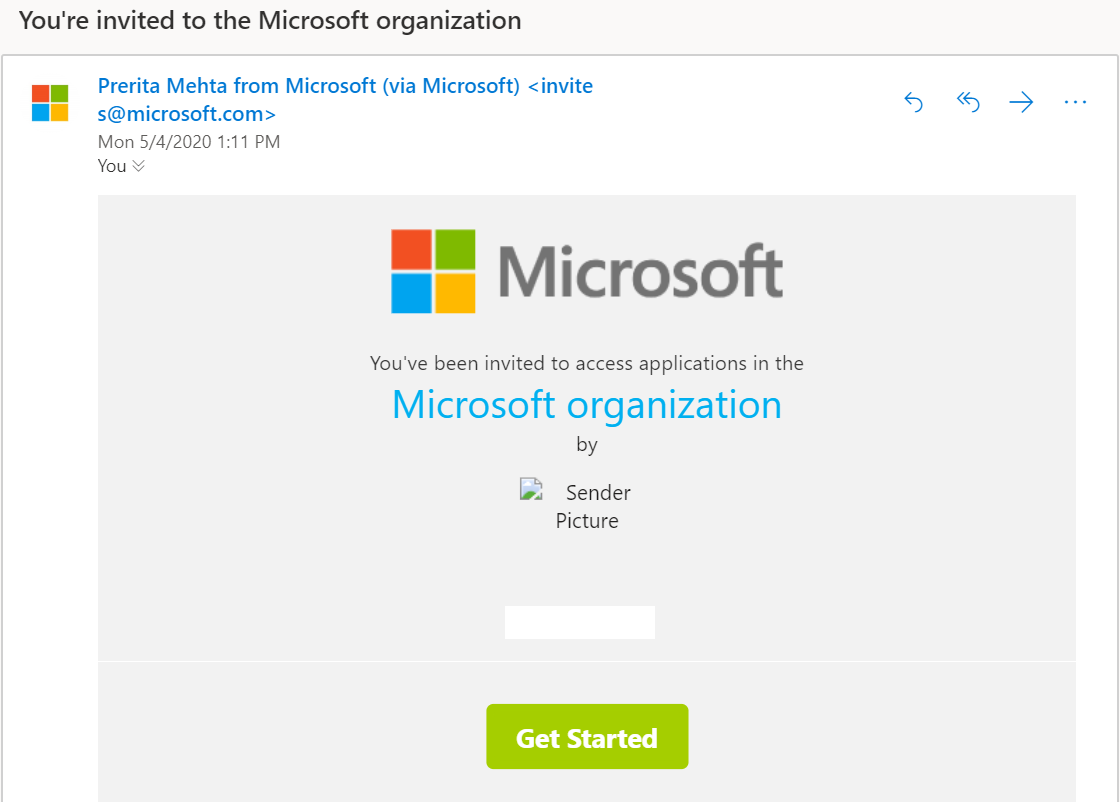 You're invited to the Microsoft organization
Prerita Mehta from Microsoft (via Microsoft) <invite
s@microsoft.com>
Mon 5/4/2020 1:11 PM
You
Microsoft
You've been invited to access applications in the
Microsoft organization
by
Sender
Picture
Get Started